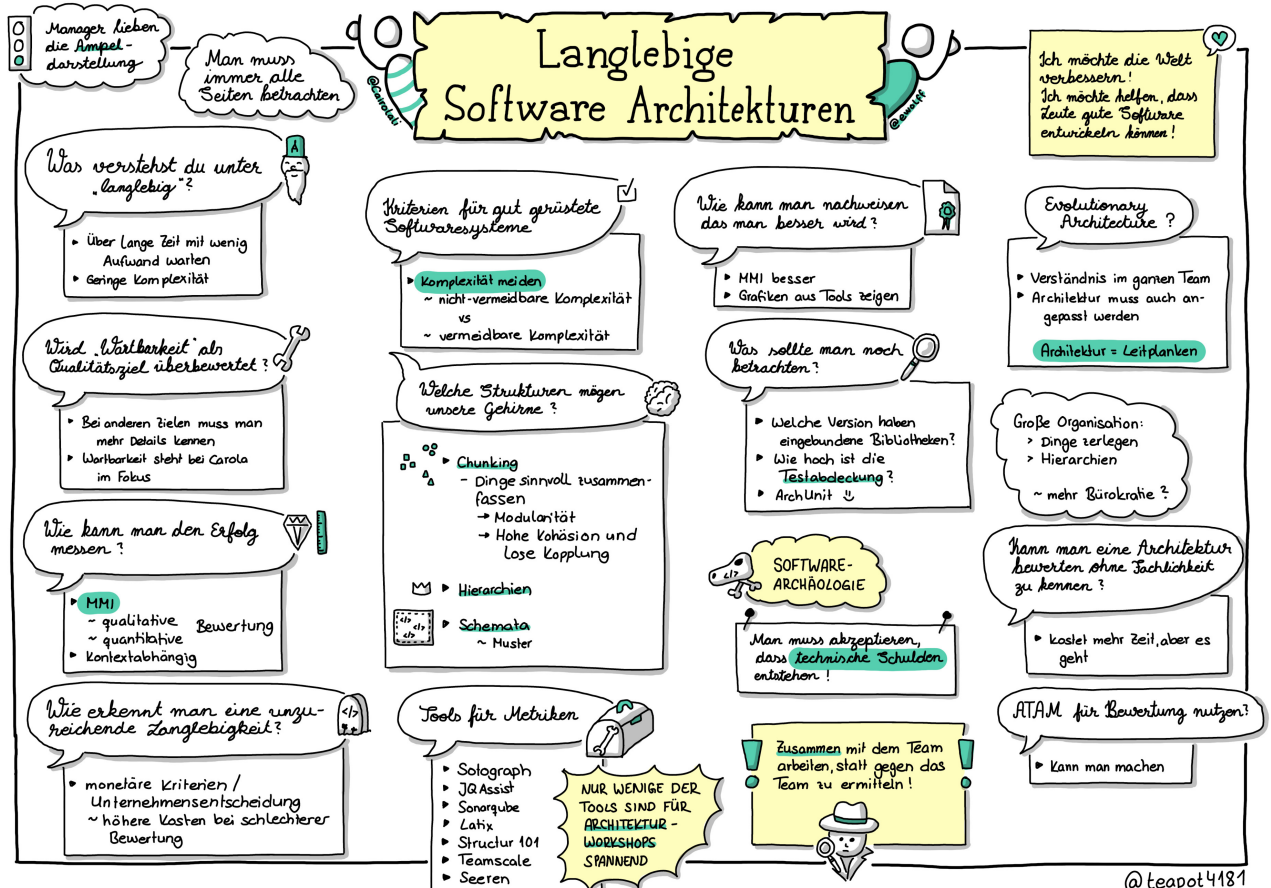 Manager lieben
die Ampel-
darstellung
Man muss
immer alle
Seiten betrachten
Langlebige
Software Architekturen
@Cairolali
@ewolff
Ich möchte die Welt
verbessern!
Ich möchte helfen, dass
Leute gute Software
entwickeln können!
Was verstehst du unter
"langlebig"?
A
▸ Über lange Zeit mit wenig
Aufwand warten
▸ Geringe Komplexität
Wird "Wartbarkeit" als
Qualitätsziel überbewertet?
▸ Bei anderen Zielen muss man
mehr Details kennen
▸ Wartbarkeit steht bei Carola
im Fokus
Wie kann man den Erfolg
messen?
▸ MMI
~ qualitative
~ quantitative
Bewertung
▸ Kontextabhängig
Wie erkennt man eine unzu-
reichende Langlebigkeit?
</>
▸ monetäre Kriterien /
Unternehmensentscheidung
~ höhere Kosten bei schlechterer
Bewertung
Kriterien für gut gerüstete
Softwaresysteme
▸ Komplexität meiden
~ nicht-vermeidbare Komplexität
vs
~ vermeidbare Komplexität
Welche Strukturen mögen
unsere Gehirne?
▸ Chunking
- Dinge sinnvoll zusammen-
fassen
→ Modularität
→ Hohe Kohäsion und
lose Kopplung
▸ Hierarchien
▸ Schemata
~ Muster
</>
</>
</>
Tools für Metriken
▸ Sotograph
▸ JQAssist
▸ Sonarqube
▸ Latix
▸ Structur 101
▸ Teamscale
▸ Seeren
NUR WENIGE DER
TOOLS SIND FÜR
ARCHITEKTUR-
WORKSHOPS
SPANNEND
Wie kann man nachweisen
das man besser wird?
▸ MMI besser
▸ Grafiken aus Tools zeigen
Was sollte man noch
betrachten?
▸ Welche Version haben
eingebundene Bibliotheken?
▸ Wie hoch ist die
Testabdeckung?
▸ ArchUnit
</>
SOFTWARE-
ARCHÄOLOGIE
Man muss akzeptieren,
dass technische Schulden
entstehen!
Zusammen mit dem Team
arbeiten, statt gegen das
Team zu ermitteln!
Evolutionary
Architecture ?
▸ Verständnis im ganzen Team
▸ Architektur muss auch an-
gepasst werden
Architektur = Leitplanken
Große Organisation:
> Dinge zerlegen
> Hierarchien
~ mehr Bürokratie?
Kann man eine Architektur
bewerten ohne Fachlichkeit
zu kennen?
▸ Kostet mehr Zeit, aber es
geht
ATAM für Bewertung nutzen?
▸ Kann man machen
@teapot4181